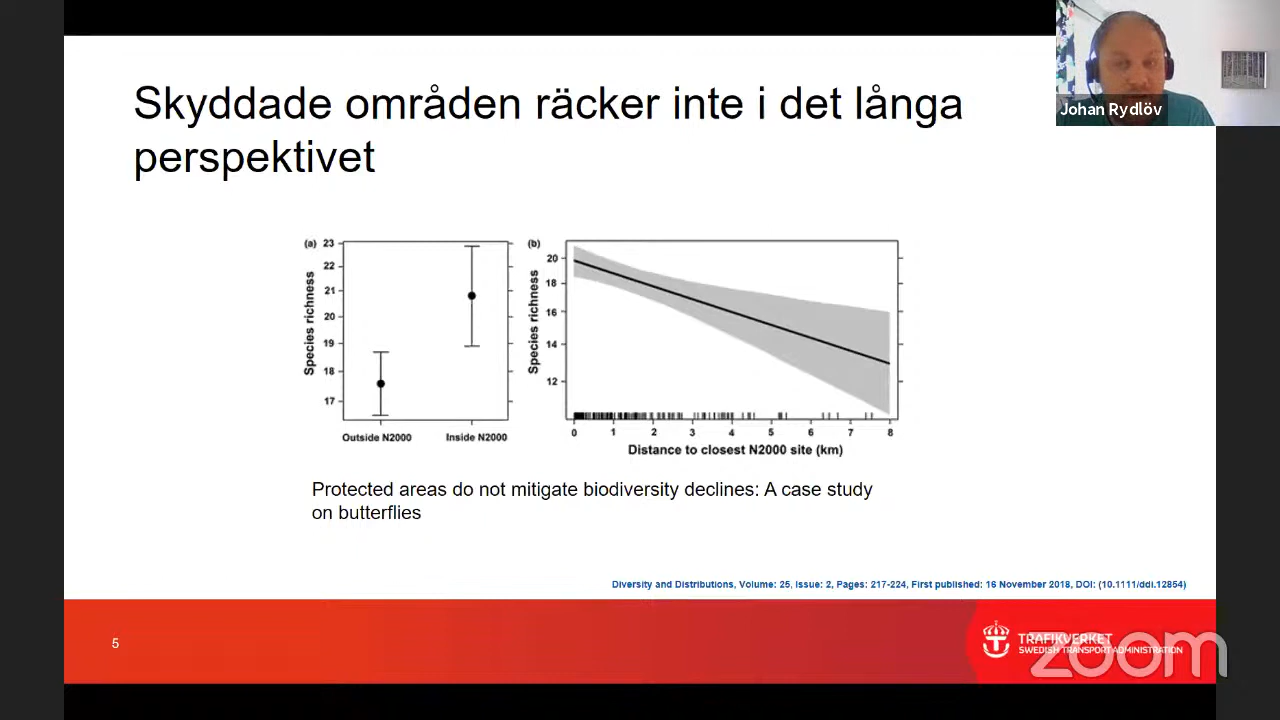 Skyddade områden räcker inte i det långa
perspektivet
Johan Rydlöv
(a)
23
22
21
20
19
18
17
Species richness
Outside N2000
Inside N2000
(b)
20
18
16
14
12
Species richness
0 1 2 3 4 5 6 7 8
Distance to closest N2000 site (km)
Protected areas do not mitigate biodiversity declines: A case study
on butterflies
Diversity and Distributions, Volume: 25, Issue: 2, Pages: 217-224, First published: 16 November 2018, DOI: (10.1111/ddi.12854)
5
TRAFIKVERKET
SWEDISH TRANSPORT ADMINISTRATION
zoom